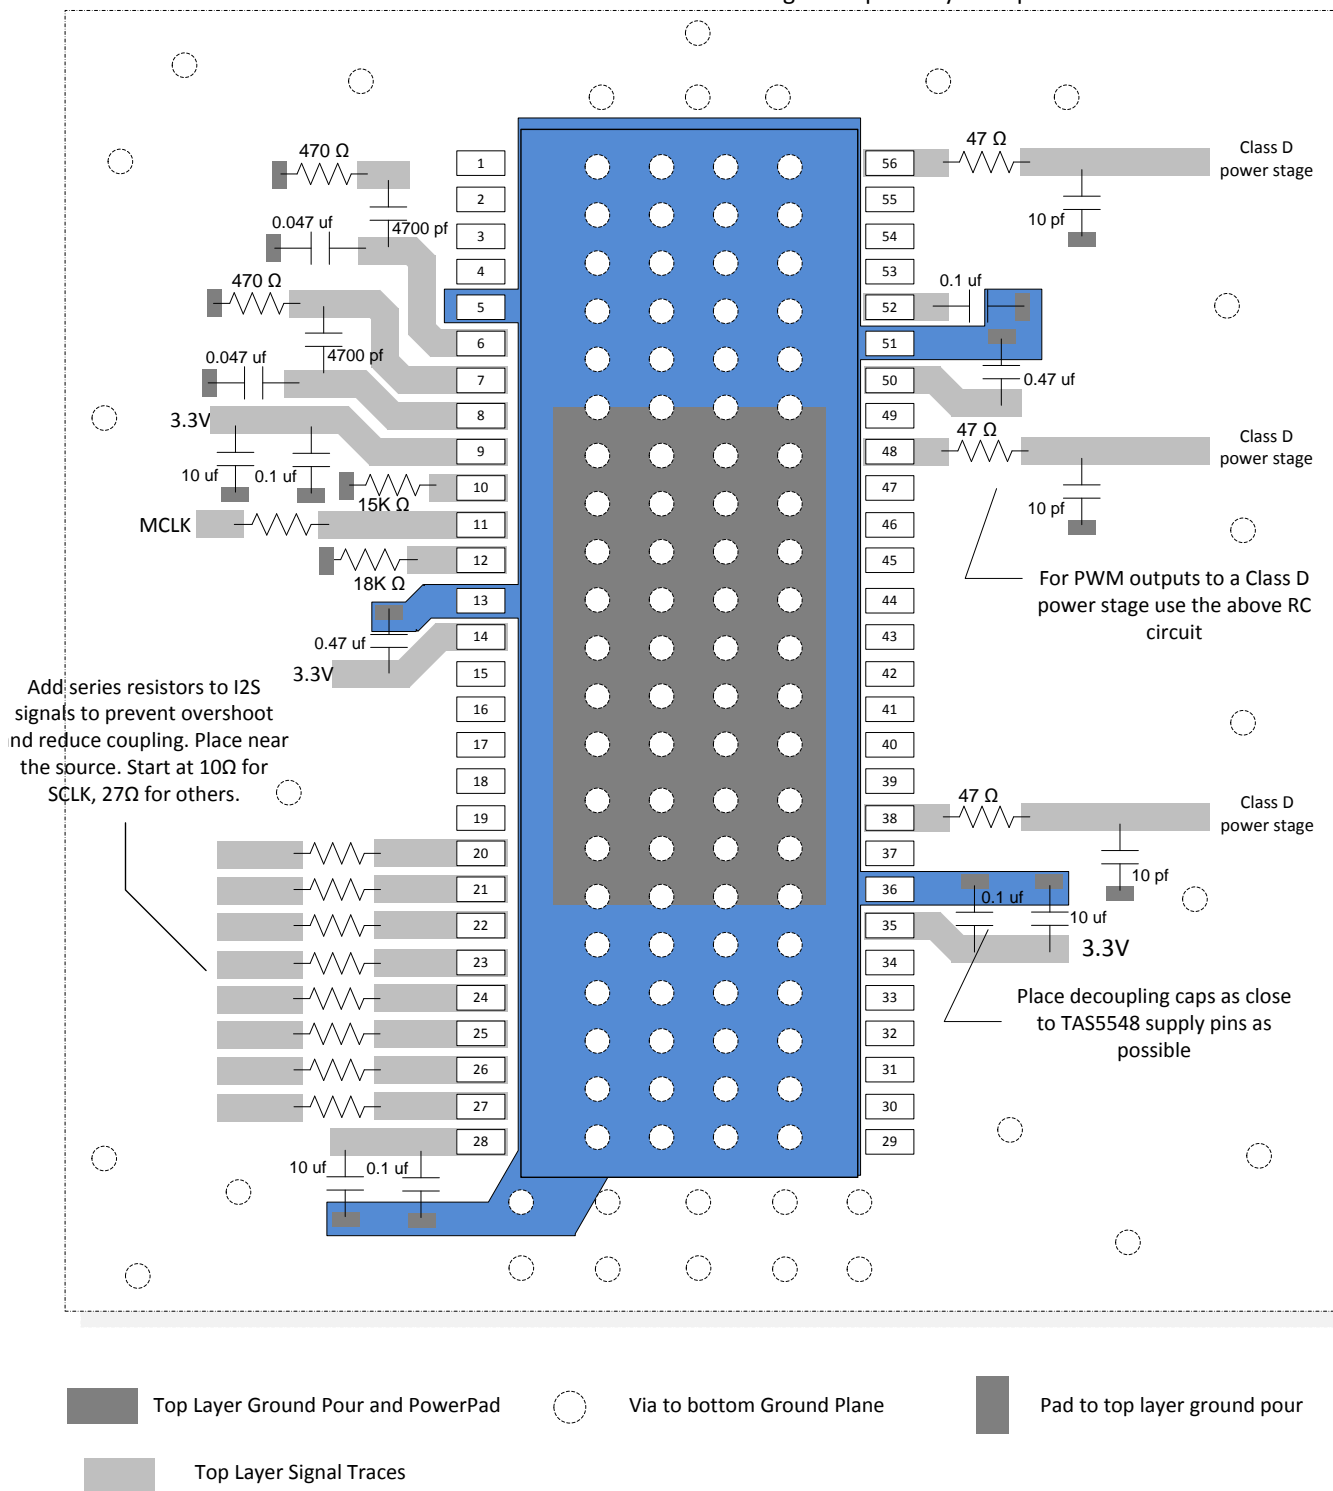 470 Ω
0.047 uf
4700 pf
470 Ω
0.047 uf
4700 pf
3.3V
10 uf
0.1 uf
15K Ω
MCLK
18K Ω
0.47 uf
3.3V
Add series resistors to I2S
signals to prevent overshoot
nd reduce coupling. Place near
the source. Start at 10Ω for
SCLK, 27Ω for others.
10 uf
0.1 uf
1
2
3
4
5
6
7
8
9
10
11
12
13
14
15
16
17
18
19
20
21
22
23
24
25
26
27
28
56
55
54
53
52
51
50
49
48
47
46
45
44
43
42
41
40
39
38
37
36
35
34
33
32
31
30
29
47 Ω
Class D
power stage
10 pf
0.1 uf
0.47 uf
47 Ω
Class D
power stage
10 pf
For PWM outputs to a Class D
power stage use the above RC
circuit
47 Ω
Class D
power stage
10 pf
0.1 uf
10 uf
3.3V
Place decoupling caps as close
to TAS5548 supply pins as
possible
Top Layer Ground Pour and PowerPad
Via to bottom Ground Plane
Pad to top layer ground pour
Top Layer Signal Traces